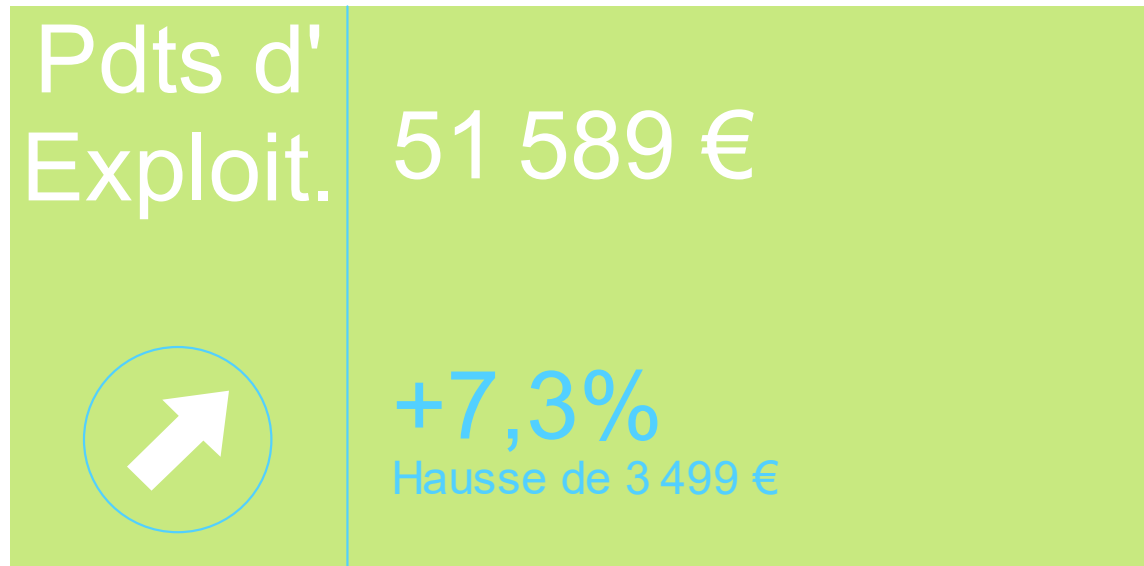 Pdts d'
Exploit.
51 589 €
+7,3%
Hausse de 3 499 €